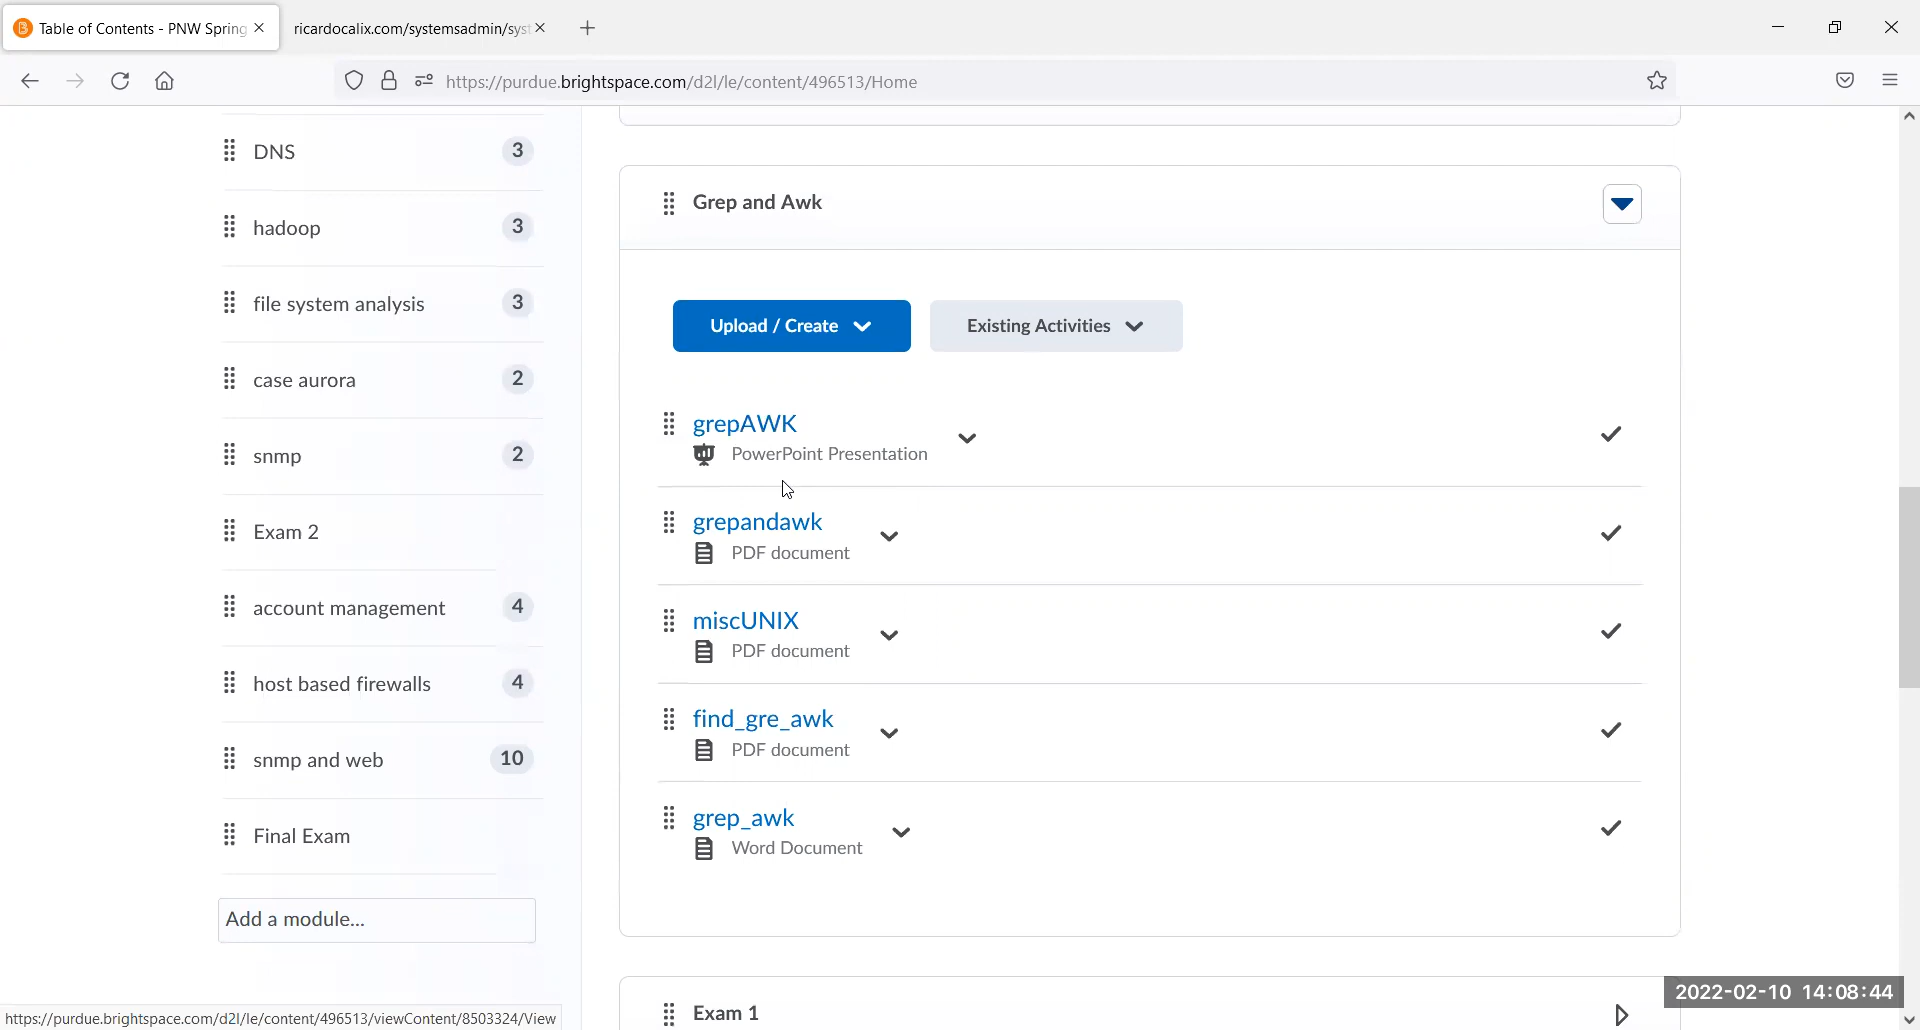 Table of Contents - PNW Spring
ricardocalix.com/systemsadmin/syst
https://purdue.brightspace.com/d2l/le/content/496513/Home
DNS 3
hadoop 3
file system analysis 3
case aurora 2
snmp 2
Exam 2
account management 4
host based firewalls 4
snmp and web 10
Final Exam
Add a module...
Grep and Awk
Upload / Create Existing Activities
grepAWK
PowerPoint Presentation
grepandawk
PDF document
miscUNIX
PDF document
find_gre_awk
PDF document
grep_awk
Word Document
Exam 1
2022-02-10 14:08:44
https://purdue.brightspace.com/d2l/le/content/496513/viewContent/8503324/View